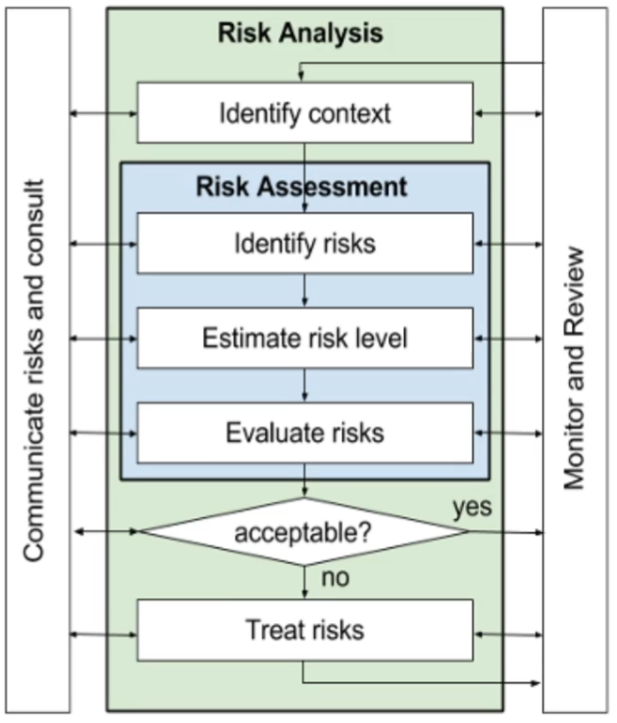 Risk Analysis
Identify context
Risk Assessment
Identify risks
Estimate risk level
Evaluate risks
acceptable?
yes
no
Treat risks
Communicate risks and consult
Monitor and Review